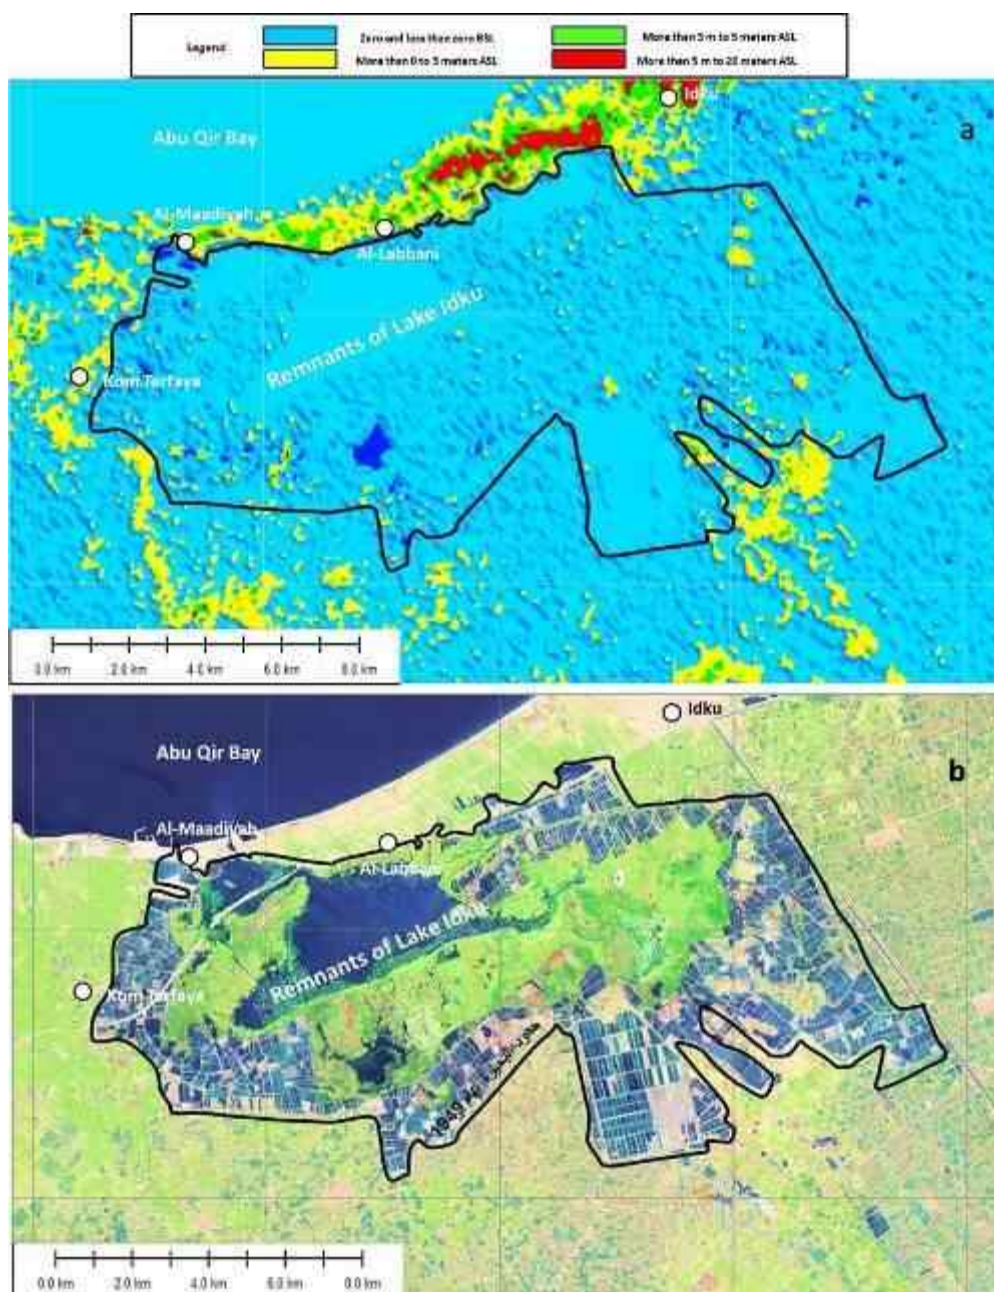 Legend
Zero and less than zero BSL
More than 3 m to 5 meters ASL
More than 0 to 3 meters ASL
More than 5 m to 20 meters ASL
Idku
a
Abu Qir Bay
Al-Maadiyah
Al-Labbani
Remnants of Lake Idku
Kom Tarfaya
0.0 km 2.0 km 4.0 km 6.0 km 8.0 km
Idku
b
Abu Qir Bay
Al-Maadiyah
Al-Labbani
Remnants of Lake Idku
Kom Tarfaya
1949
0.0 km 2.0 km 4.0 km 6.0 km 8.0 km